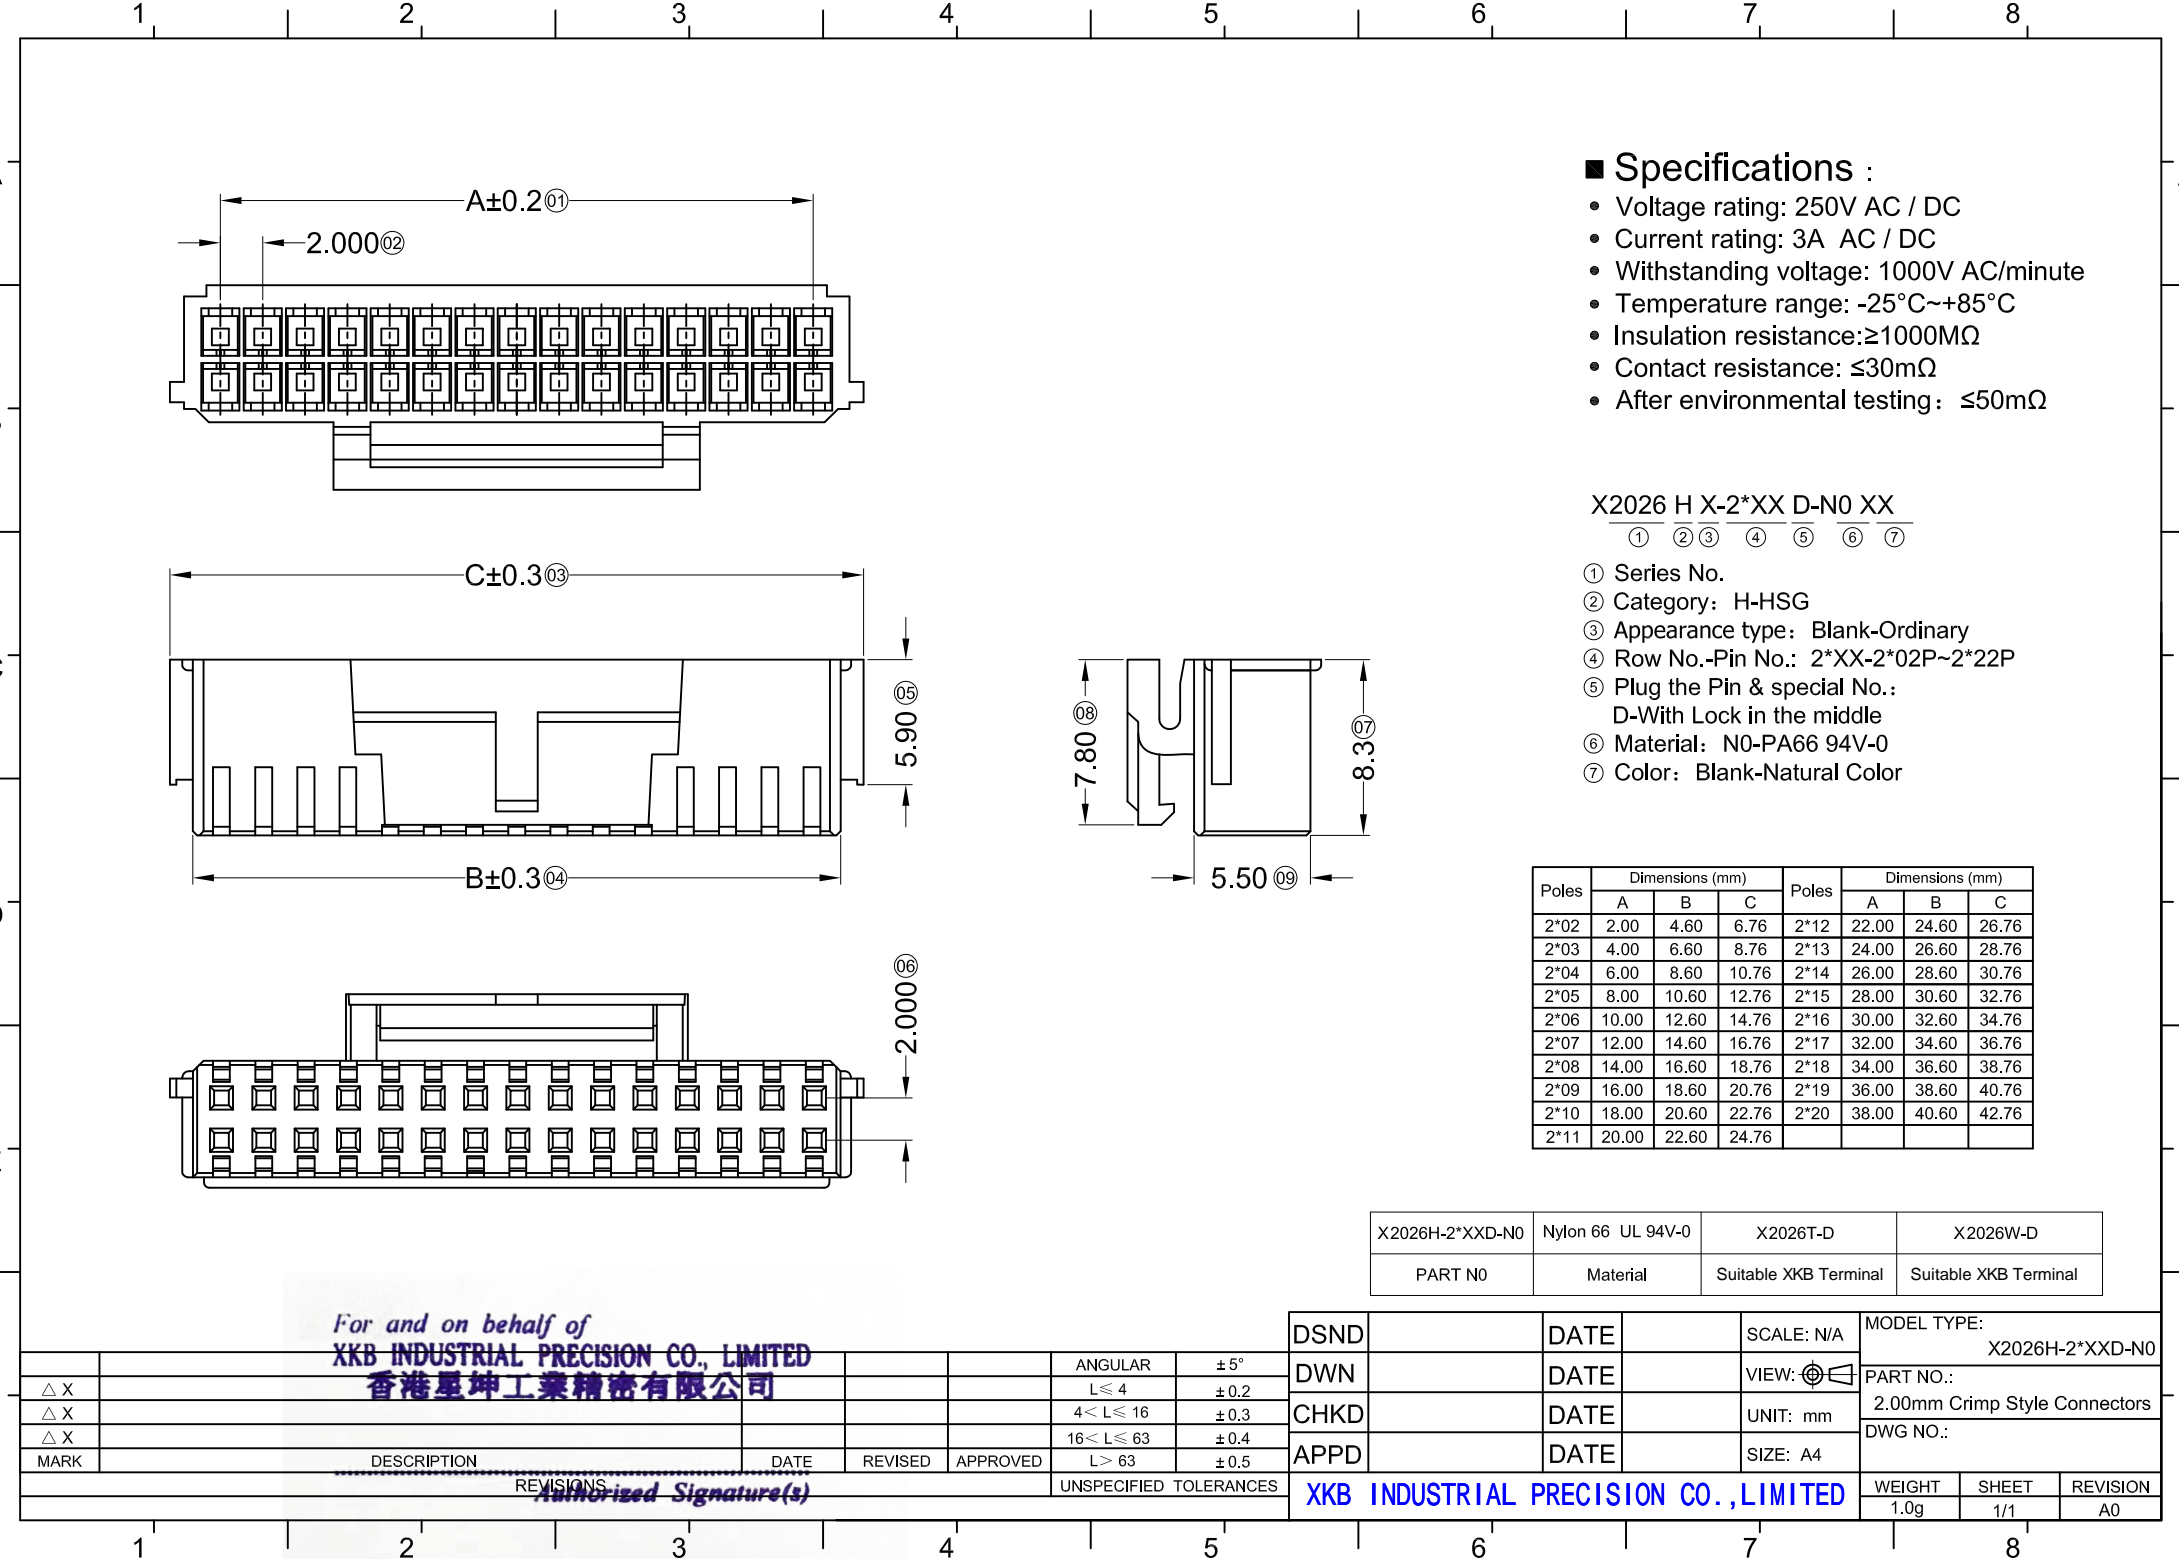 1 2 3 4 5 6 7 8
A±0.2 01
2.000 02
C±0.3 03
5.90 05
B±0.3 04
7.80 08
8.3 07
5.50 09
2.000 06
■ Specifications :
• Voltage rating: 250V AC / DC
• Current rating: 3A AC / DC
• Withstanding voltage: 1000V AC/minute
• Temperature range: -25°C~+85°C
• Insulation resistance:≥1000MΩ
• Contact resistance: ≤30mΩ
• After environmental testing: ≤50mΩ
X2026 H X-2*XX D-N0 XX
① ② ③ ④ ⑤ ⑥ ⑦
① Series No.
② Category: H-HSG
③ Appearance type: Blank-Ordinary
④ Row No.-Pin No.: 2*XX-2*02P~2*22P
⑤ Plug the Pin & special No.:
D-With Lock in the middle
⑥ Material: N0-PA66 94V-0
⑦ Color: Blank-Natural Color
Poles Dimensions (mm) Poles Dimensions (mm)
A B C A B C
2*02 2.00 4.60 6.76 2*12 22.00 24.60 26.76
2*03 4.00 6.60 8.76 2*13 24.00 26.60 28.76
2*04 6.00 8.60 10.76 2*14 26.00 28.60 30.76
2*05 8.00 10.60 12.76 2*15 28.00 30.60 32.76
2*06 10.00 12.60 14.76 2*16 30.00 32.60 34.76
2*07 12.00 14.60 16.76 2*17 32.00 34.60 36.76
2*08 14.00 16.60 18.76 2*18 34.00 36.60 38.76
2*09 16.00 18.60 20.76 2*19 36.00 38.60 40.76
2*10 18.00 20.60 22.76 2*20 38.00 40.60 42.76
2*11 20.00 22.60 24.76
X2026H-2*XXD-N0 Nylon 66 UL 94V-0 X2026T-D X2026W-D
PART N0 Material Suitable XKB Terminal Suitable XKB Terminal
For and on behalf of
XKB INDUSTRIAL PRECISION CO., LIMITED
香港星坤工業精密有限公司
Authorized Signature(s)
△ X
△ X
△ X
MARK DESCRIPTION DATE REVISED APPROVED
REVISIONS
ANGULAR ±5°
L≤ 4 ±0.2
4< L≤ 16 ±0.3
16< L≤ 63 ±0.4
L> 63 ±0.5
UNSPECIFIED TOLERANCES
DSND DATE SCALE: N/A
DWN DATE VIEW:
CHKD DATE UNIT: mm
APPD DATE SIZE: A4
MODEL TYPE:
X2026H-2*XXD-N0
PART NO.:
2.00mm Crimp Style Connectors
DWG NO.:
XKB INDUSTRIAL PRECISION CO.,LIMITED
WEIGHT SHEET REVISION
1.0g 1/1 A0
1 2 3 4 5 6 7 8